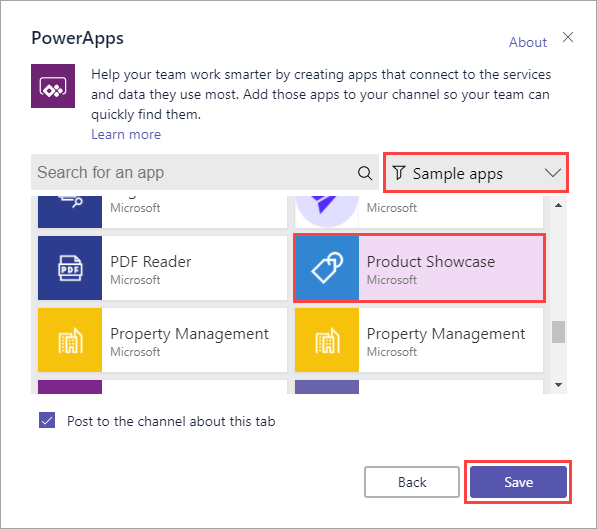 PowerApps
About
Help your team work smarter by creating apps that connect to the services
and data they use most. Add those apps to your channel so your team can
quickly find them.
Learn more
Search for an app
Sample apps
Microsoft
Microsoft
PDF Reader
Microsoft
PDF
Product Showcase
Microsoft
Property Management
Microsoft
Property Management
Microsoft
Post to the channel about this tab
Back
Save